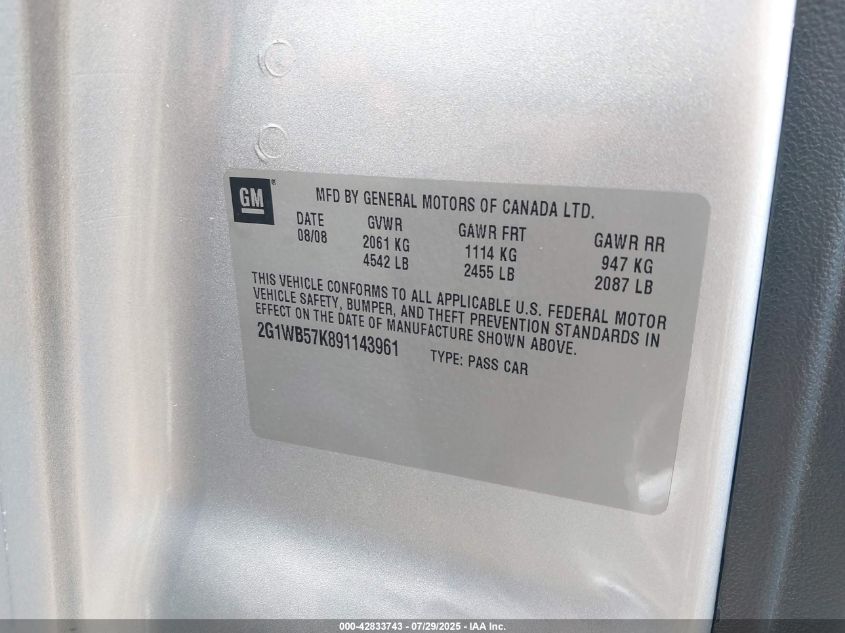 GM ®
MFD BY GENERAL MOTORS OF CANADA LTD.
DATE GVWR GAWR FRT GAWR RR
08/08 2061 KG 1114 KG 947 KG
4542 LB 2455 LB 2087 LB
THIS VEHICLE CONFORMS TO ALL APPLICABLE U.S. FEDERAL MOTOR
VEHICLE SAFETY, BUMPER, AND THEFT PREVENTION STANDARDS IN
EFFECT ON THE DATE OF MANUFACTURE SHOWN ABOVE.
2G1WB57K891143961 TYPE: PASS CAR
000-42833743 - 07/29/2025 - IAA Inc.